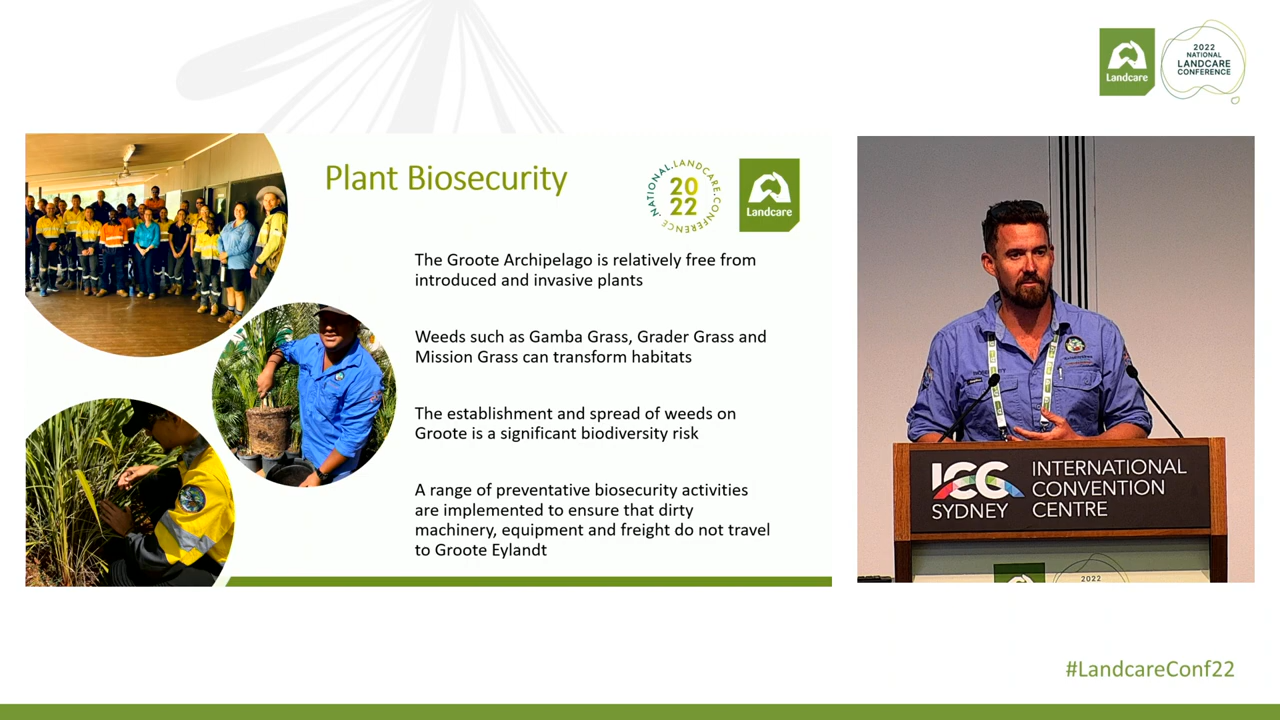 2022
NATIONAL
LANDCARE
CONFERENCE
Landcare
Plant Biosecurity
NATIONAL.LANDCARE.CONFERENCE
20
22
Landcare
The Groote Archipelago is relatively free from
introduced and invasive plants
Weeds such as Gamba Grass, Grader Grass and
Mission Grass can transform habitats
The establishment and spread of weeds on
Groote is a significant biodiversity risk
A range of preventative biosecurity activities
are implemented to ensure that dirty
machinery, equipment and freight do not travel
to Groote Eylandt
ICC
SYDNEY
INTERNATIONAL
CONVENTION
CENTRE
2022
#LandcareConf22